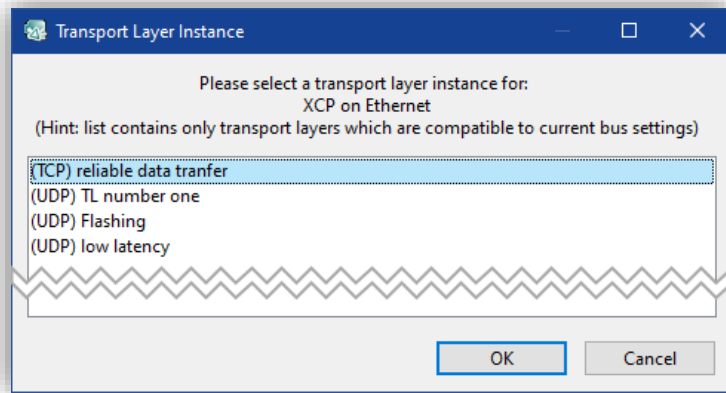 Transport Layer Instance
Please select a transport layer instance for:
XCP on Ethernet
(Hint: list contains only transport layers which are compatible to current bus settings)
(TCP) reliable data tranfer
(UDP) TL number one
(UDP) Flashing
(UDP) low latency
OK
Cancel